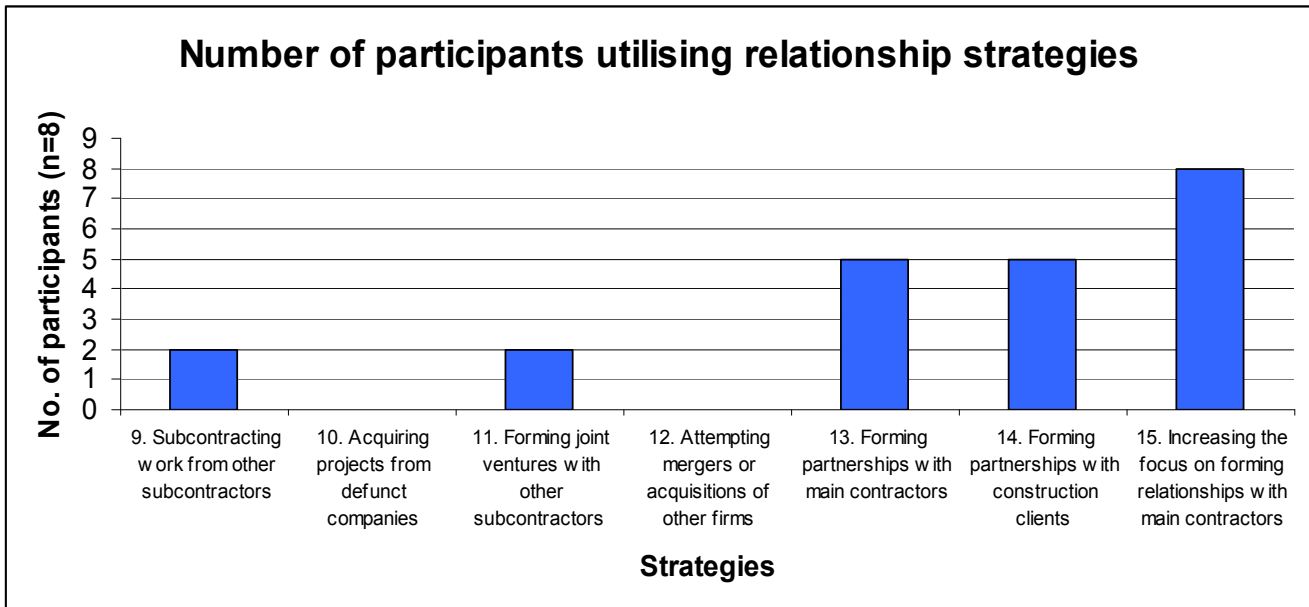 Number of participants utilising relationship strategies
No. of participants (n=8)
9
8
7
6
5
4
3
2
1
0
9. Subcontracting
work from other
subcontractors
10. Acquiring
projects from
defunct
companies
11. Forming joint
ventures with
other
subcontractors
12. Attempting
mergers or
acquisitions of
other firms
13. Forming
partnerships with
main contractors
14. Forming
partnerships with
construction
clients
15. Increasing the
focus on forming
relationships with
main contractors
Strategies